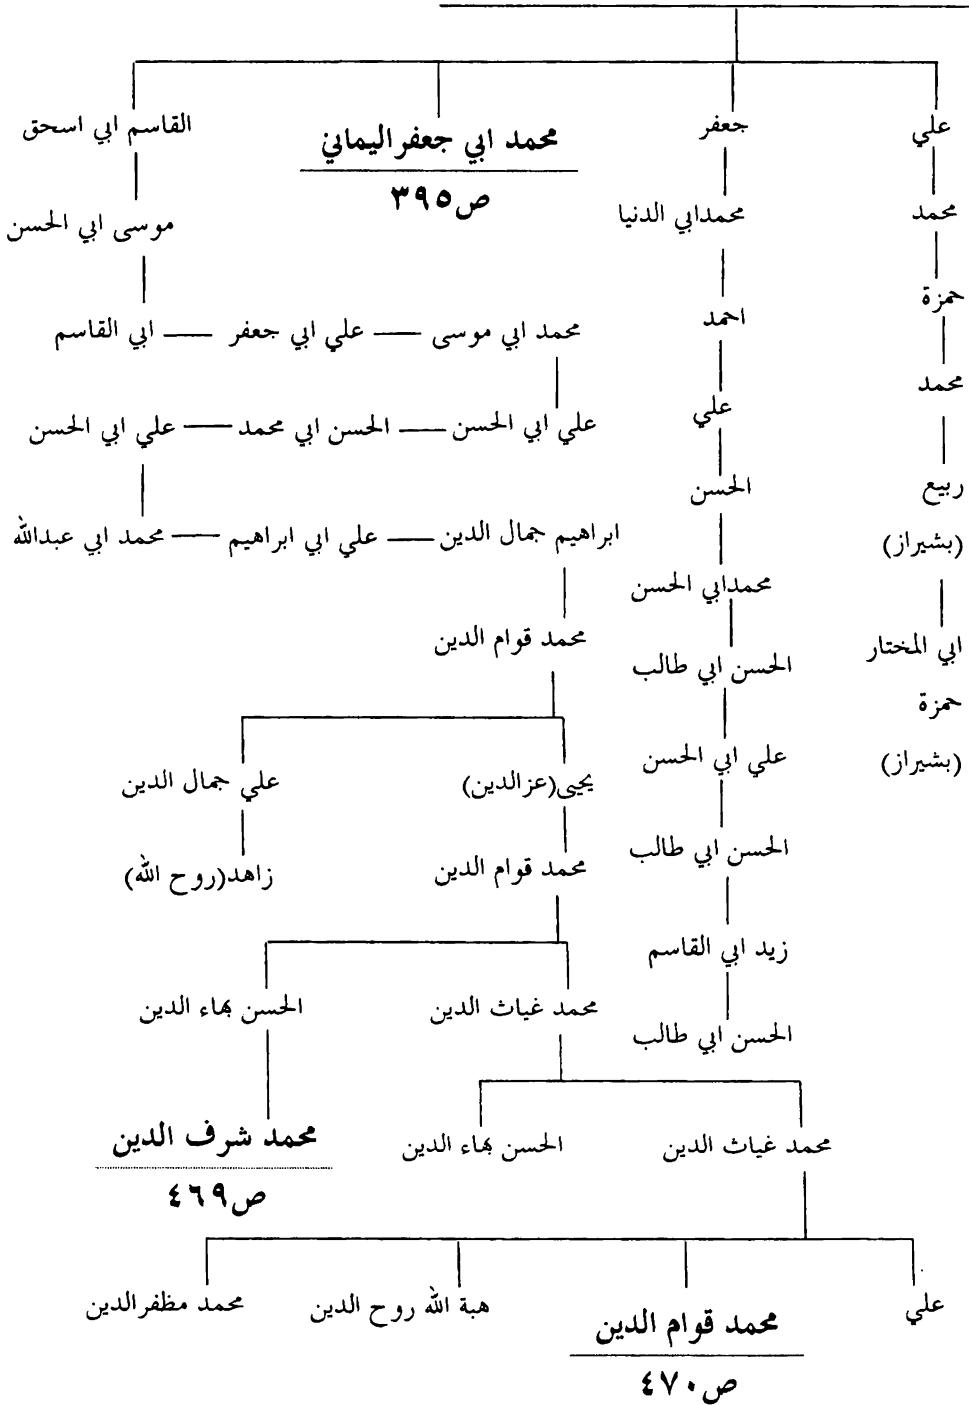 علي
جعفر
محمد ابي جعفر اليماني
ص٣٩٥
القاسم ابي اسحق
محمد
محمدابي الدنيا
موسى ابي الحسن
حمزة
احمد
محمد ابي موسى — علي ابي جعفر — ابي القاسم
محمد
علي
علي ابي الحسن — الحسن ابي محمد — علي ابي الحسن
ربيع
(بشيراز)
الحسن
ابراهيم جمال الدين — علي ابي ابراهيم — محمد ابي عبدالله
محمدابي الحسن
ابي المختار
حمزة
(بشيراز)
الحسن ابي طالب
محمد قوام الدين
علي ابي الحسن
يحيى(عزالدين)
علي جمال الدين
الحسن ابي طالب
محمد قوام الدين
زاهد(روح الله)
زيد ابي القاسم
محمد غياث الدين
الحسن بهاء الدين
الحسن ابي طالب
محمد غياث الدين
الحسن بهاء الدين
محمد شرف الدين
ص٤٦٩
علي
محمد قوام الدين
ص٤٧٠
هبة الله روح الدين
محمد مظفرالدين